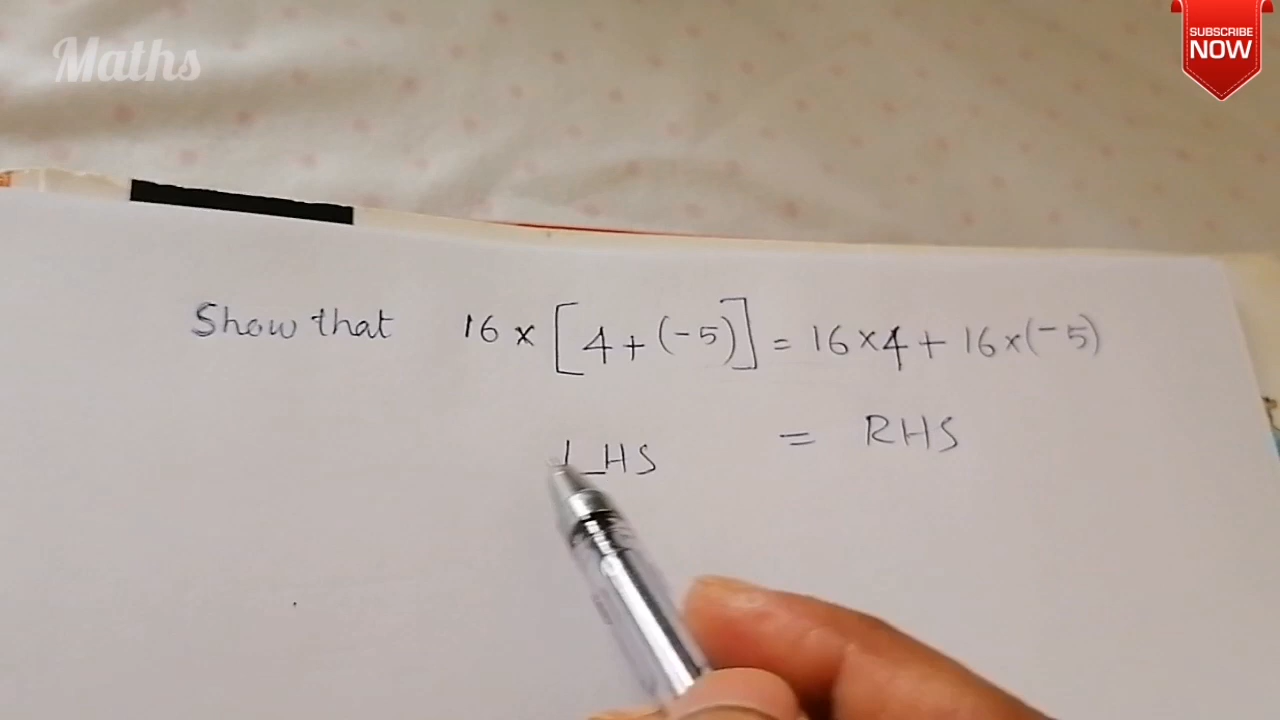 Maths
SUBSCRIBE
NOW
Show that 16 × [4 + (-5)] = 16 × 4 + 16 × (-5)
LHS = RHS